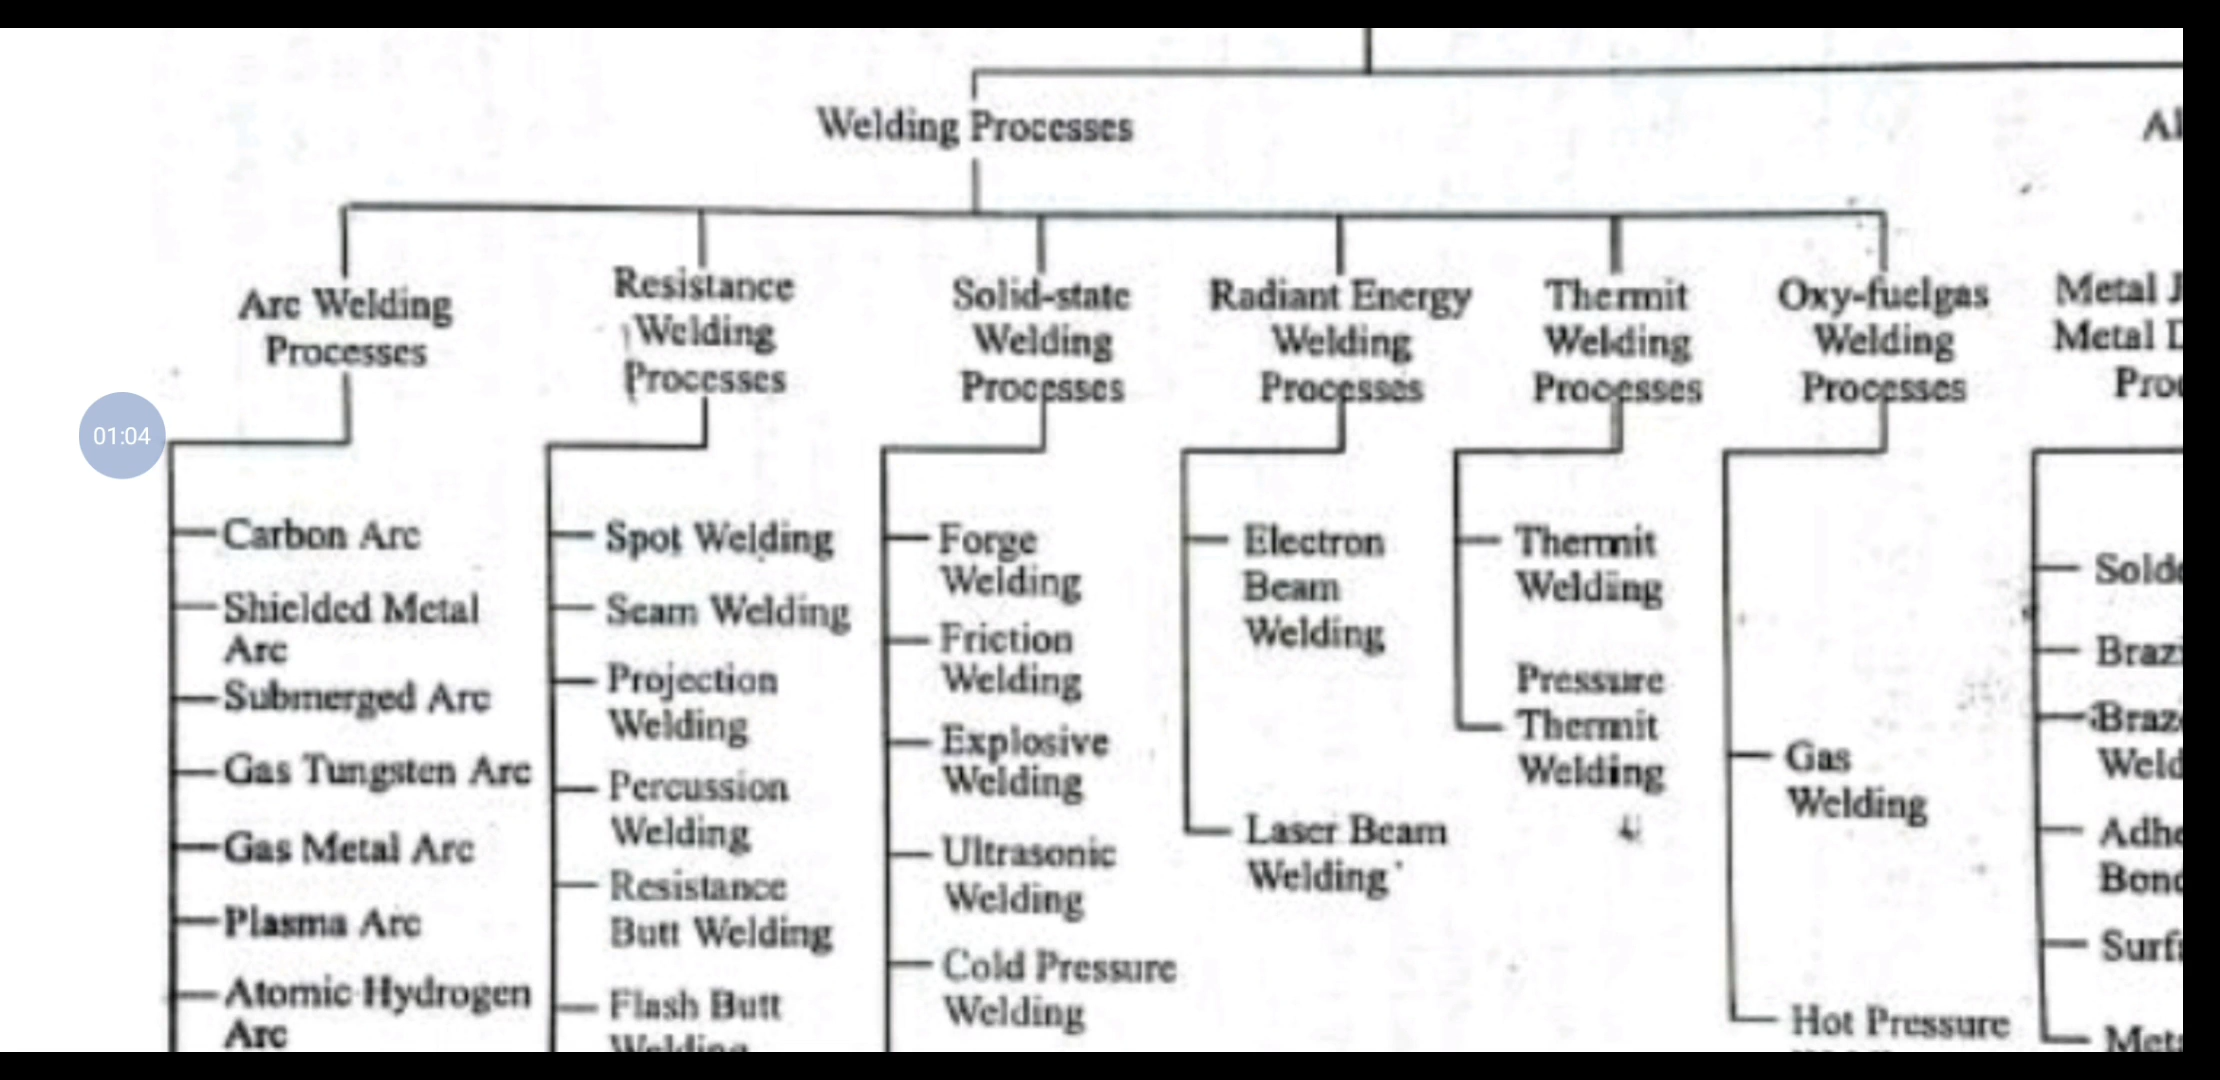 Welding Processes
Arc Welding
Processes
Resistance
Welding
Processes
Solid-state
Welding
Processes
Radiant Energy
Welding
Processes
Thermit
Welding
Processes
Oxy-fuelgas
Welding
Processes
Metal
Metal
01:04
Carbon Arc
Shielded Metal
Arc
Submerged Arc
Gas Tungsten Arc
Gas Metal Arc
Plasma Arc
Atomic Hydrogen
Arc
Spot Welding
Seam Welding
Projection
Welding
Percussion
Welding
Resistance
Butt Welding
Flash Butt
Welding
Forge
Welding
Friction
Welding
Explosive
Welding
Ultrasonic
Welding
Cold Pressure
Welding
Electron
Beam
Welding
Laser Beam
Welding
Thermit
Welding
Pressure
Thermit
Welding
Gas
Welding
Hot Pressure